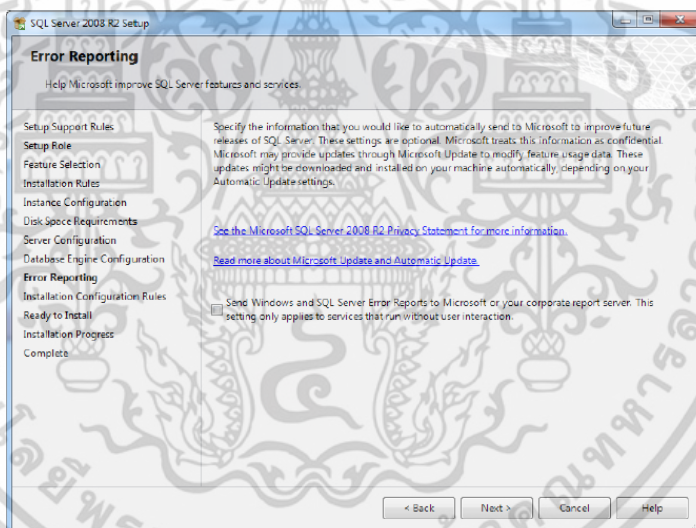 SQL Server 2008 R2 Setup
Error Reporting
Help Microsoft improve SQL Server features and services.
Setup Support Rules
Setup Role
Feature Selection
Installation Rules
Instance Configuration
Disk Space Requirements
Server Configuration
Database Engine Configuration
Error Reporting
Installation Configuration Rules
Ready to Install
Installation Progress
Complete
Specify the information that you would like to automatically send to Microsoft to improve future
releases of SQL Server. These settings are optional. Microsoft treats this information as confidential.
Microsoft may provide updates through Microsoft Update to modify feature usage data. These
updates might be downloaded and installed on your machine automatically, depending on your
Automatic Update settings.
See the Microsoft SQL Server 2008 R2 Privacy Statement for more information.
Read more about Microsoft Update and Automatic Update.
Send Windows and SQL Server Error Reports to Microsoft or your corporate report server. This
setting only applies to services that run without user interaction.
< Back
Next >
Cancel
Help